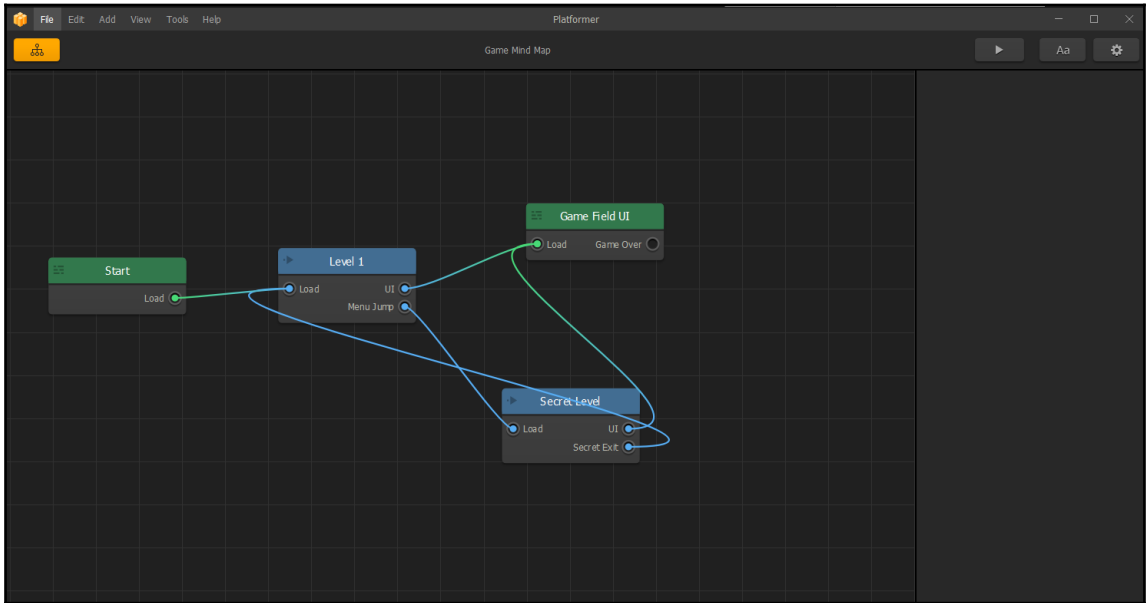 File Edit Add View Tools Help Platformer
Game Mind Map Aa
Game Field UI
Load Game Over
Start
Load
Level 1
Load UI
Menu Jump
Secret Level
Load UI
Secret Exit